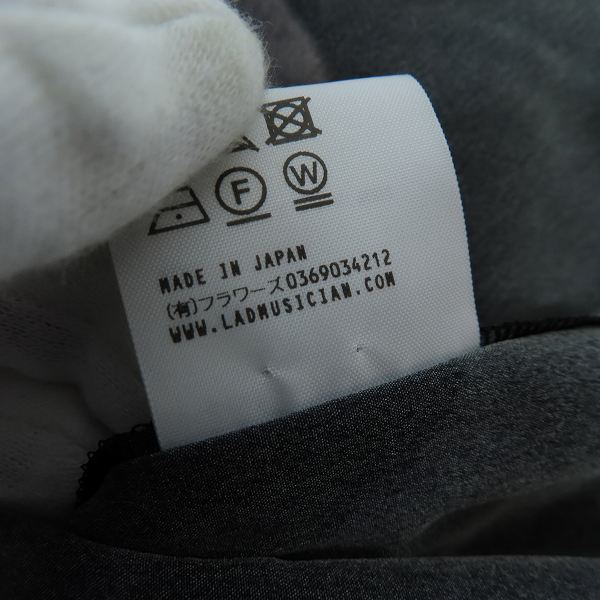 F W
MADE IN JAPAN
(有)フラワーズ0369034212
WWW.LADMUSICIAN.COM